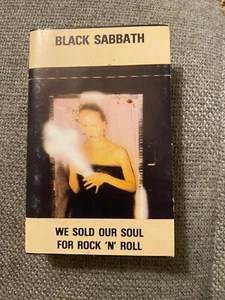 BLACK SABBATH
WE SOLD OUR SOUL
FOR ROCK 'N' ROLL